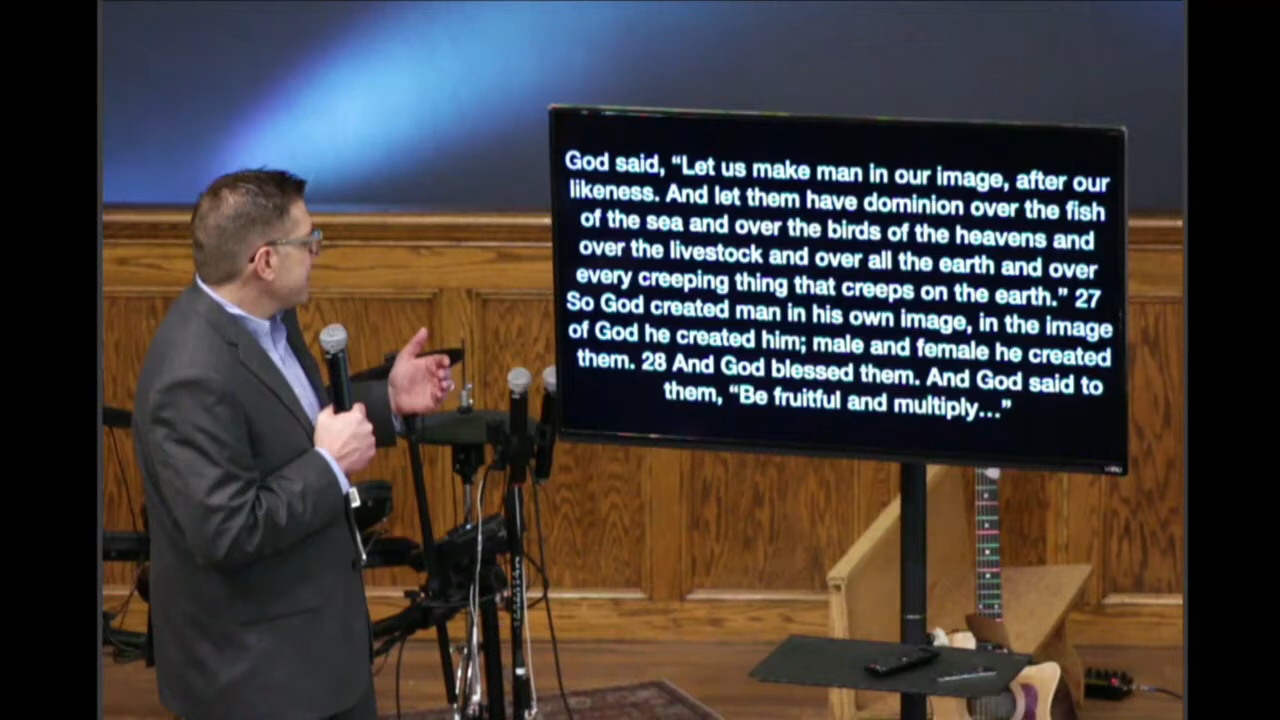 God said, “Let us make man in our image, after our
likeness. And let them have dominion over the fish
of the sea and over the birds of the heavens and
over the livestock and over all the earth and over
every creeping thing that creeps on the earth.” 27
So God created man in his own image, in the image
of God he created him; male and female he created
them. 28 And God blessed them. And God said to
them, “Be fruitful and multiply…”